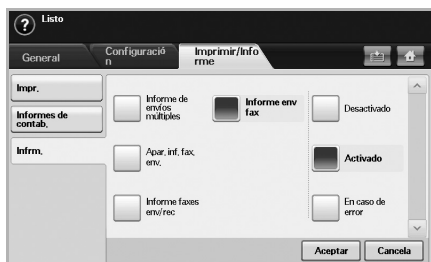 Listo
General
Configuració
n
Imprimir/Info
rme
Impr.
Informes de
contab.
Infrm.
Informe de
envíos
múltiples
Informe env
fax
Desactivado
Apar. inf. fax.
env.
Activado
Informe faxes
env/rec
En caso de
error
Aceptar
Cancela